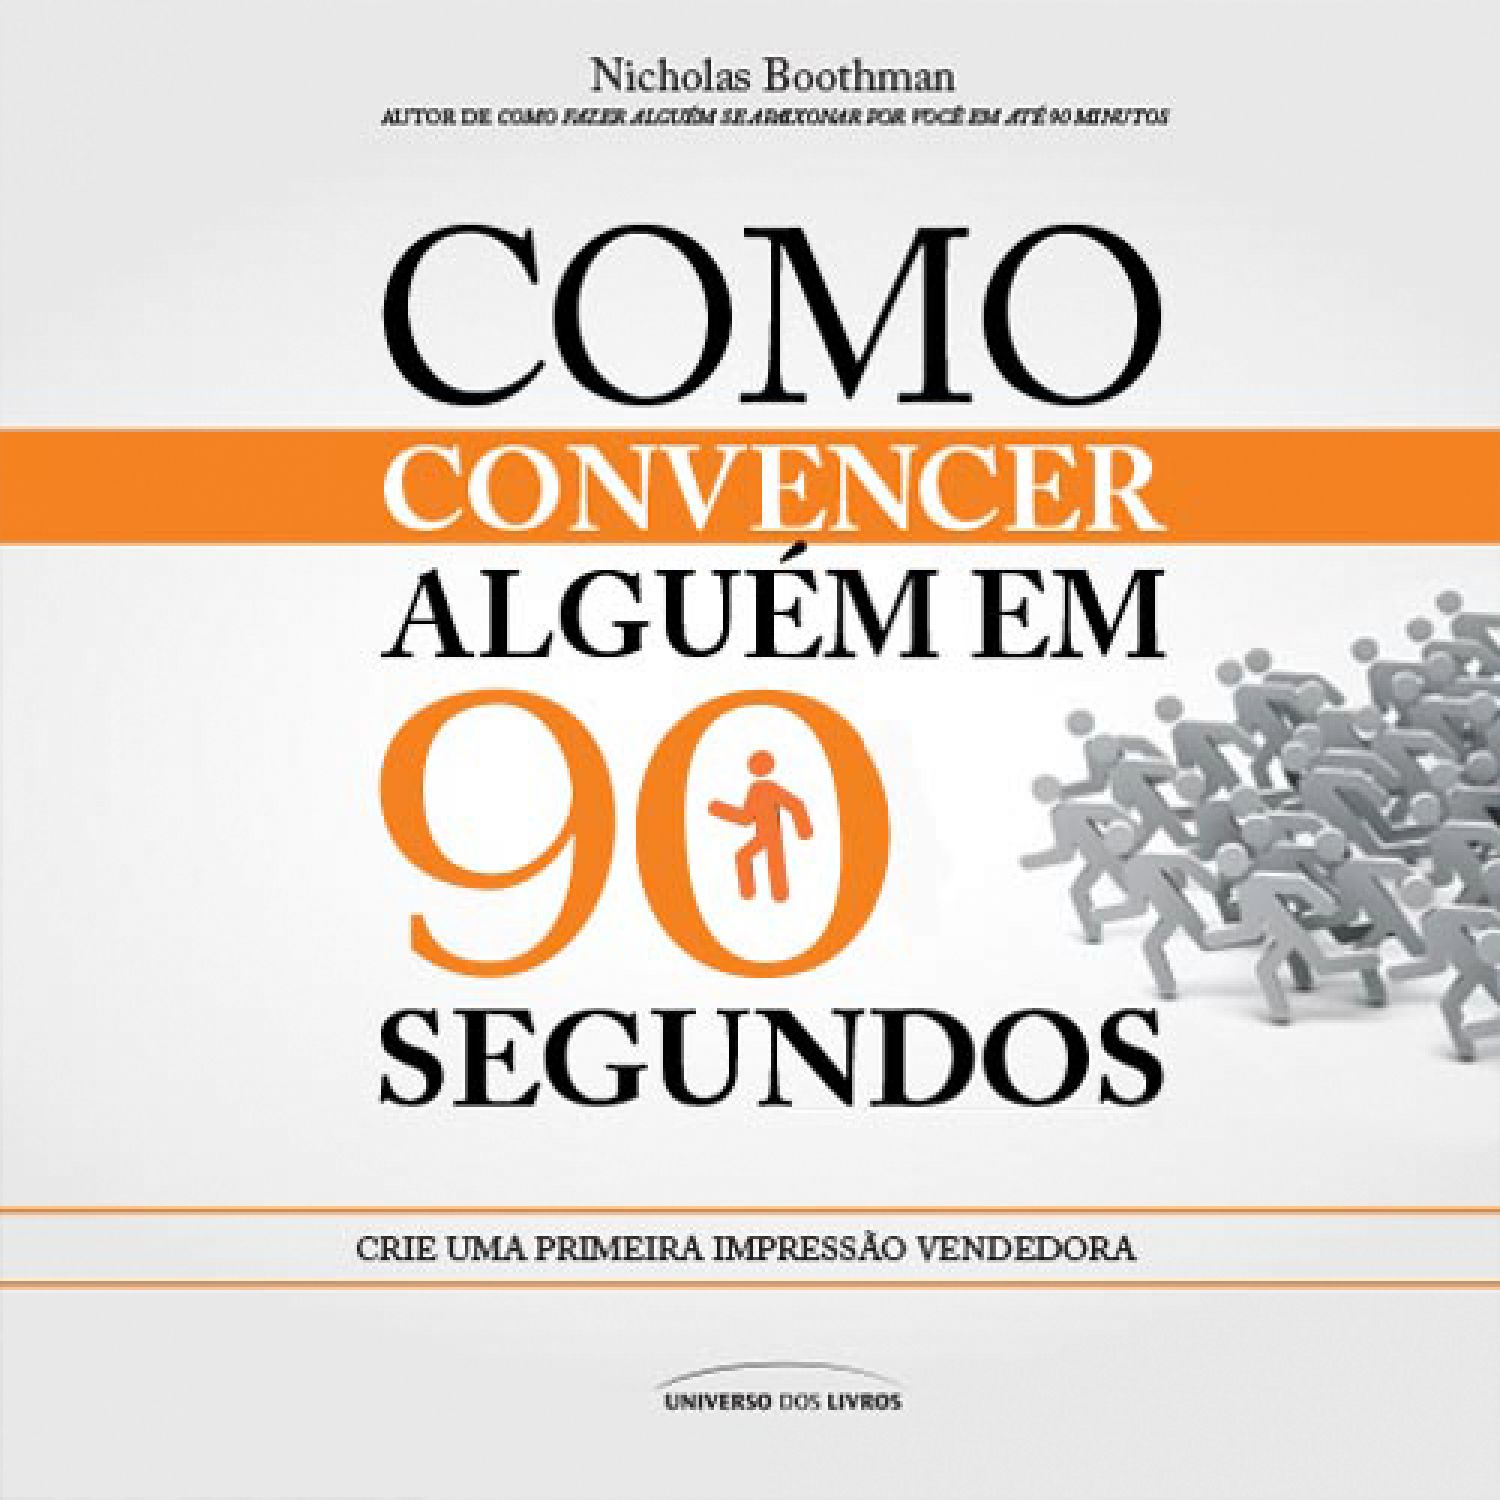 Nicholas Boothman
AUTOR DE COMO FAZER ALGUÉM SE APAIXONAR POR VOCÊ EM ATÉ 90 MINUTOS
COMO
CONVENCER
ALGUÉM EM
90
SEGUNDOS
CRIE UMA PRIMEIRA IMPRESSÃO VENDEDORA
UNIVERSO DOS LIVROS